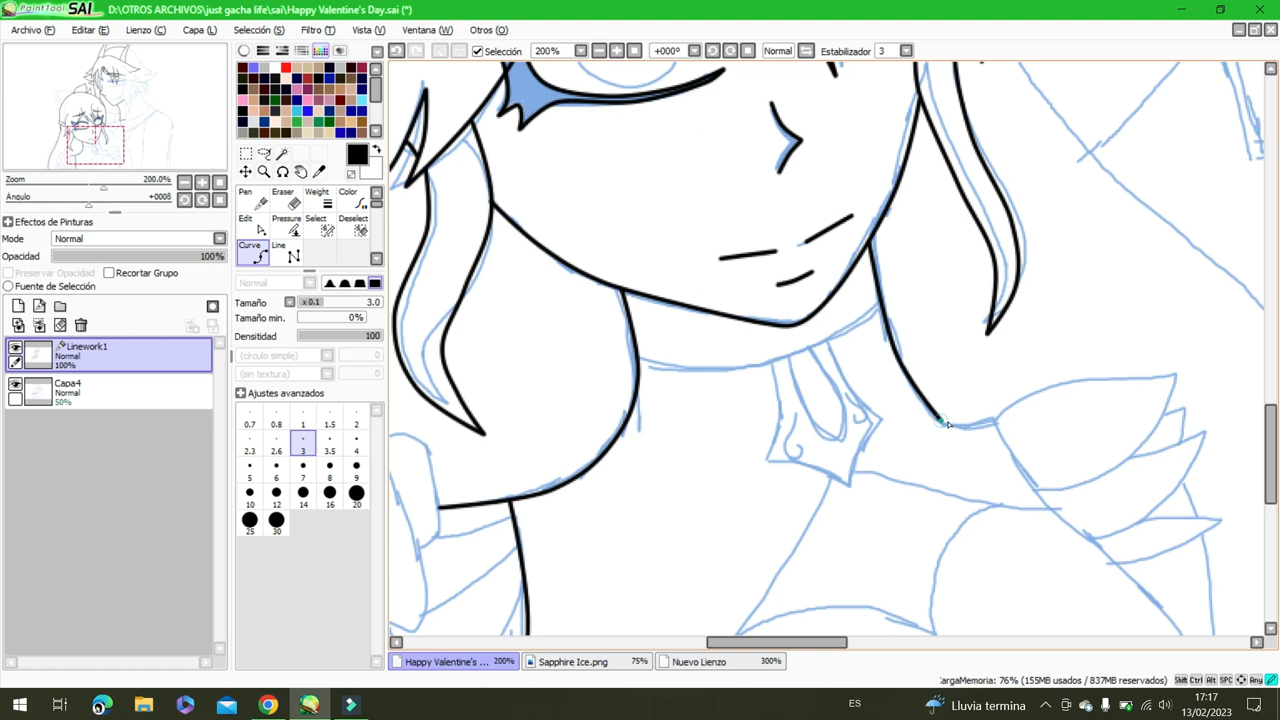 PaintTool SAI D:\OTROS ARCHIVOS\just gacha life\sai\Happy Valentine's Day.sai (*)
Archivo (F) Editar (E) Lienzo (C) Capa (L) Selección (S) Filtro (T) Vista (V) Ventana (W) Otros (O)
Selección 200% +000º Normal Estabilizador 3
Zoom 200.0%
Ángulo +000º
Efectos de Pinturas
Mode Normal
Opacidad 100%
Preservar Opacidad Recortar Grupo
Fuente de Selección
Linework1
Normal
100%
Capa4
Normal
50%
Pen Eraser Weight Color
Edit Pressure Select Deselect
Curve Line
Normal
Tamaño x 0.1 3.0
Tamaño min. 0%
Densitidad 100
(círculo simple) 0
(sin textura) 0
Ajustes avanzados
0.7 0.8 1 1.5 2
2.3 2.6 3 3.5 4
5 6 7 8 9
10 12 14 16 20
25 30
Happy Valentine's ... 200% Sapphire Ice.png 75% Nuevo Lienzo 300%
CargaMemoria: 76% (155MB usados / 837MB reservados) Shift Ctrl Alt SPC Any
ES Lluvia termina 17:17
13/02/2023